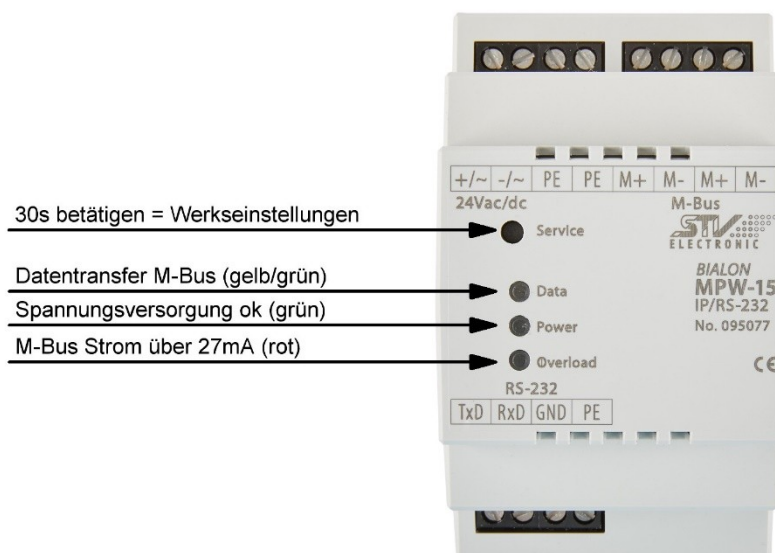 +/~ -/~ PE PE M+ M- M+ M-
24Vac/dc M-Bus
30s betätigen = Werkseinstellungen
Service
STV
ELECTRONIC
Datentransfer M-Bus (gelb/grün)
Data
BIALON
MPW-15
IP/RS-232
No. 095077
Spannungsversorgung ok (grün)
Power
M-Bus Strom über 27mA (rot)
Overload
CE
RS-232
TxD RxD GND PE